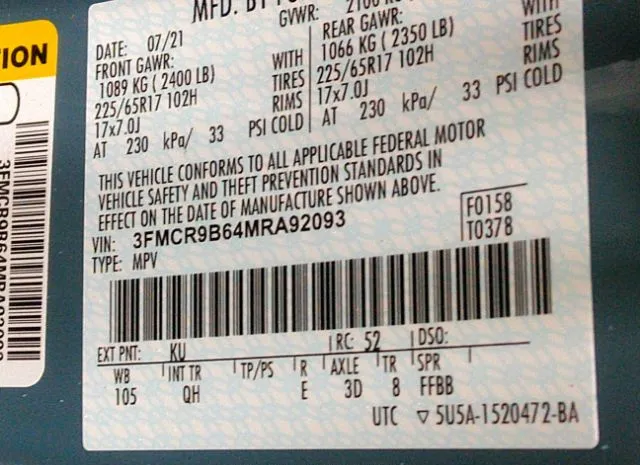 ION
3FMCR9B64MRA92093
MFD. BY
GVWR:
DATE: 07/21
FRONT GAWR:
1089 KG ( 2400 LB) WITH
225/65R17 102H TIRES
17x7.0J RIMS
AT 230 kPa/ 33 PSI COLD
REAR GAWR: WITH
1066 KG ( 2350 LB) TIRES
225/65R17 102H RIMS
17x7.0J
AT 230 kPa/ 33 PSI COLD
THIS VEHICLE CONFORMS TO ALL APPLICABLE FEDERAL MOTOR
VEHICLE SAFETY AND THEFT PREVENTION STANDARDS IN
EFFECT ON THE DATE OF MANUFACTURE SHOWN ABOVE.
VIN: 3FMCR9B64MRA92093
F0158
TYPE: MPV
T0378
EXT PNT: KU RC: 52 DSO:
WB INT TR TP/PS R AXLE TR SPR
105 QH E 3D 8 FFBB
UTC ▽ 5U5A-1520472-BA